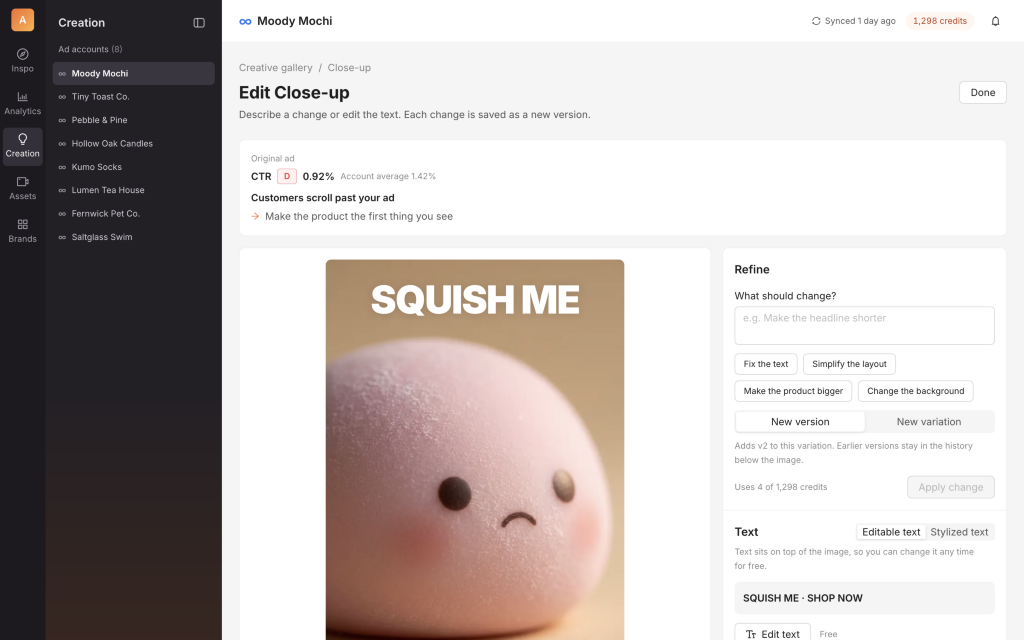 A
Inspo
Analytics
Creation
Assets
Brands
Creation
Ad accounts (8)
Moody Mochi
Tiny Toast Co.
Pebble & Pine
Hollow Oak Candles
Kumo Socks
Lumen Tea House
Fernwick Pet Co.
Saltglass Swim
Moody Mochi
Synced 1 day ago
1,298 credits
Creative gallery / Close-up
Edit Close-up
Done
Describe a change or edit the text. Each change is saved as a new version.
Original ad
CTR D 0.92% Account average 1.42%
Customers scroll past your ad
→ Make the product the first thing you see
SQUISH ME
Refine
What should change?
e.g. Make the headline shorter
Fix the text
Simplify the layout
Make the product bigger
Change the background
New version
New variation
Adds v2 to this variation. Earlier versions stay in the history
below the image.
Uses 4 of 1,298 credits
Apply change
Text
Editable text
Stylized text
Text sits on top of the image, so you can change it any time
for free.
SQUISH ME · SHOP NOW
Tт Edit text
Free